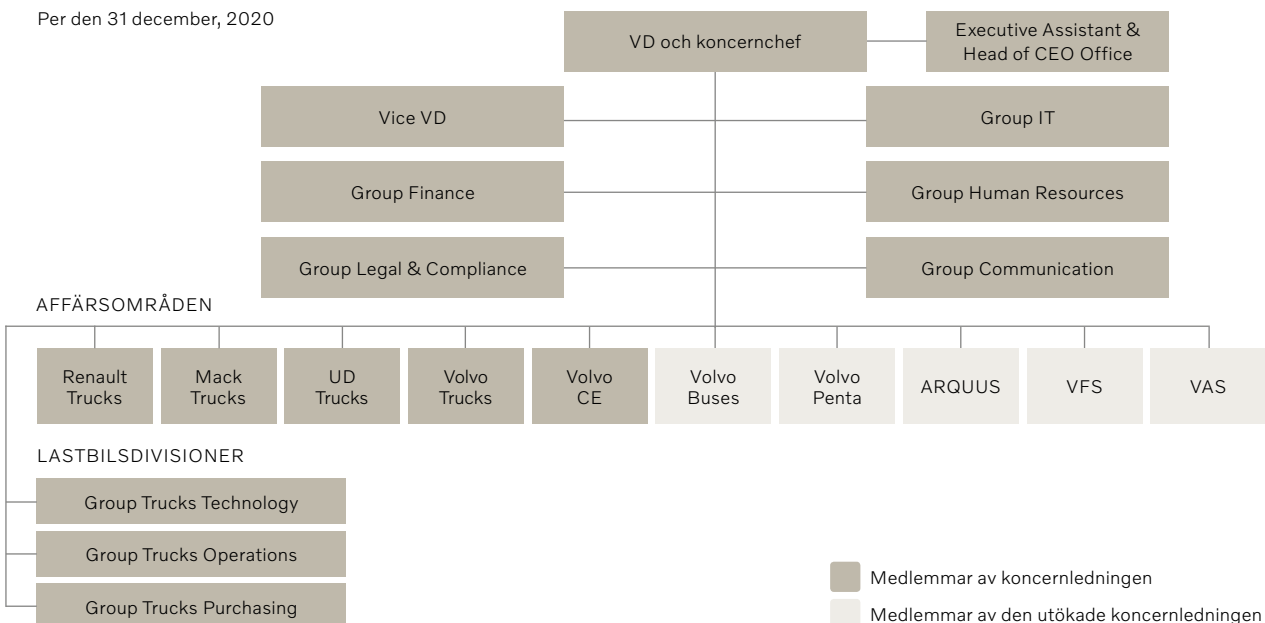 Per den 31 december, 2020
VD och koncernchef
Executive Assistant &
Head of CEO Office
Vice VD
Group IT
Group Finance
Group Human Resources
Group Legal & Compliance
Group Communication
AFFÄRSOMRÅDEN
Renault
Trucks
Mack
Trucks
UD
Trucks
Volvo
Trucks
Volvo
CE
Volvo
Buses
Volvo
Penta
ARQUUS
VFS
VAS
LASTBILSDIVISIONER
Group Trucks Technology
Group Trucks Operations
Group Trucks Purchasing
Medlemmar av koncernledningen
Medlemmar av den utökade koncernledningen